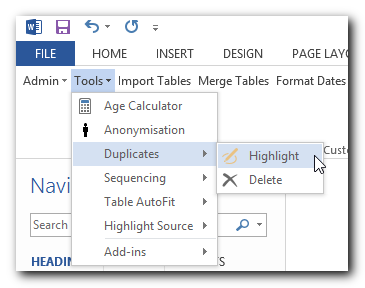 FILE HOME INSERT DESIGN PAGE LAYO
Admin Tools Import Tables Merge Tables Format Dates
Age Calculator
Anonymisation
Duplicates
Highlight
Custo
Sequencing
Delete
Navi
Table AutoFit
Search
Highlight Source
Add-ins
HEADIN
S